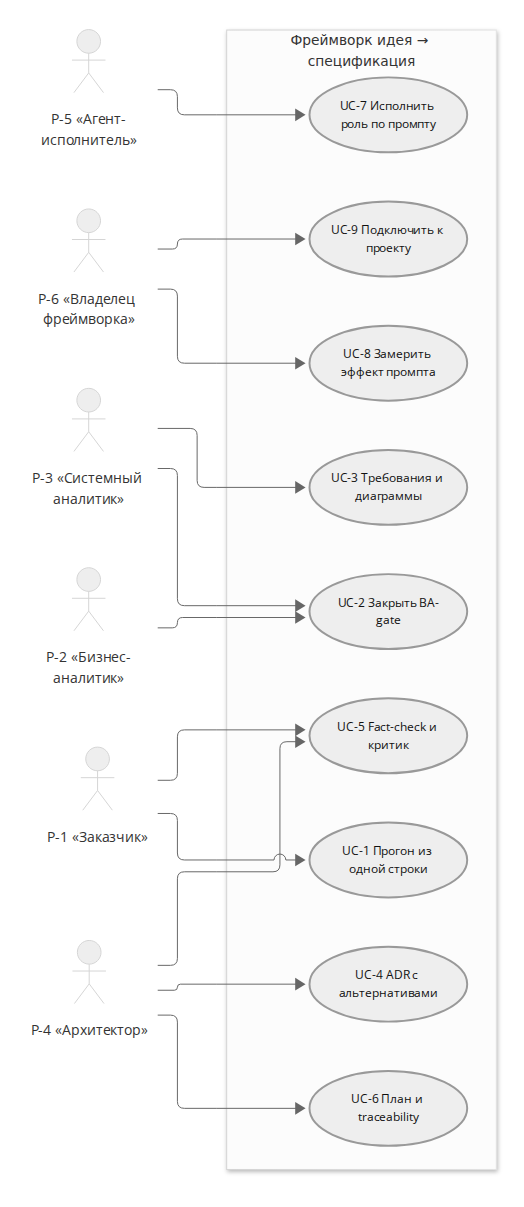 Фреймворк идея →
спецификация
P-5 «Агент-
исполнитель»
UC-7 Исполнить
роль по промпту
P-6 «Владелец
фреймворка»
UC-9 Подключить к
проекту
UC-8 Замерить
эффект промпта
P-3 «Системный
аналитик»
UC-3 Требования и
диаграммы
P-2 «Бизнес-
аналитик»
UC-2 Закрыть BA-
gate
UC-5 Fact-check и
критик
P-1 «Заказчик»
UC-1 Прогон из
одной строки
P-4 «Архитектор»
UC-4 ADR с
альтернативами
UC-6 План и
traceability